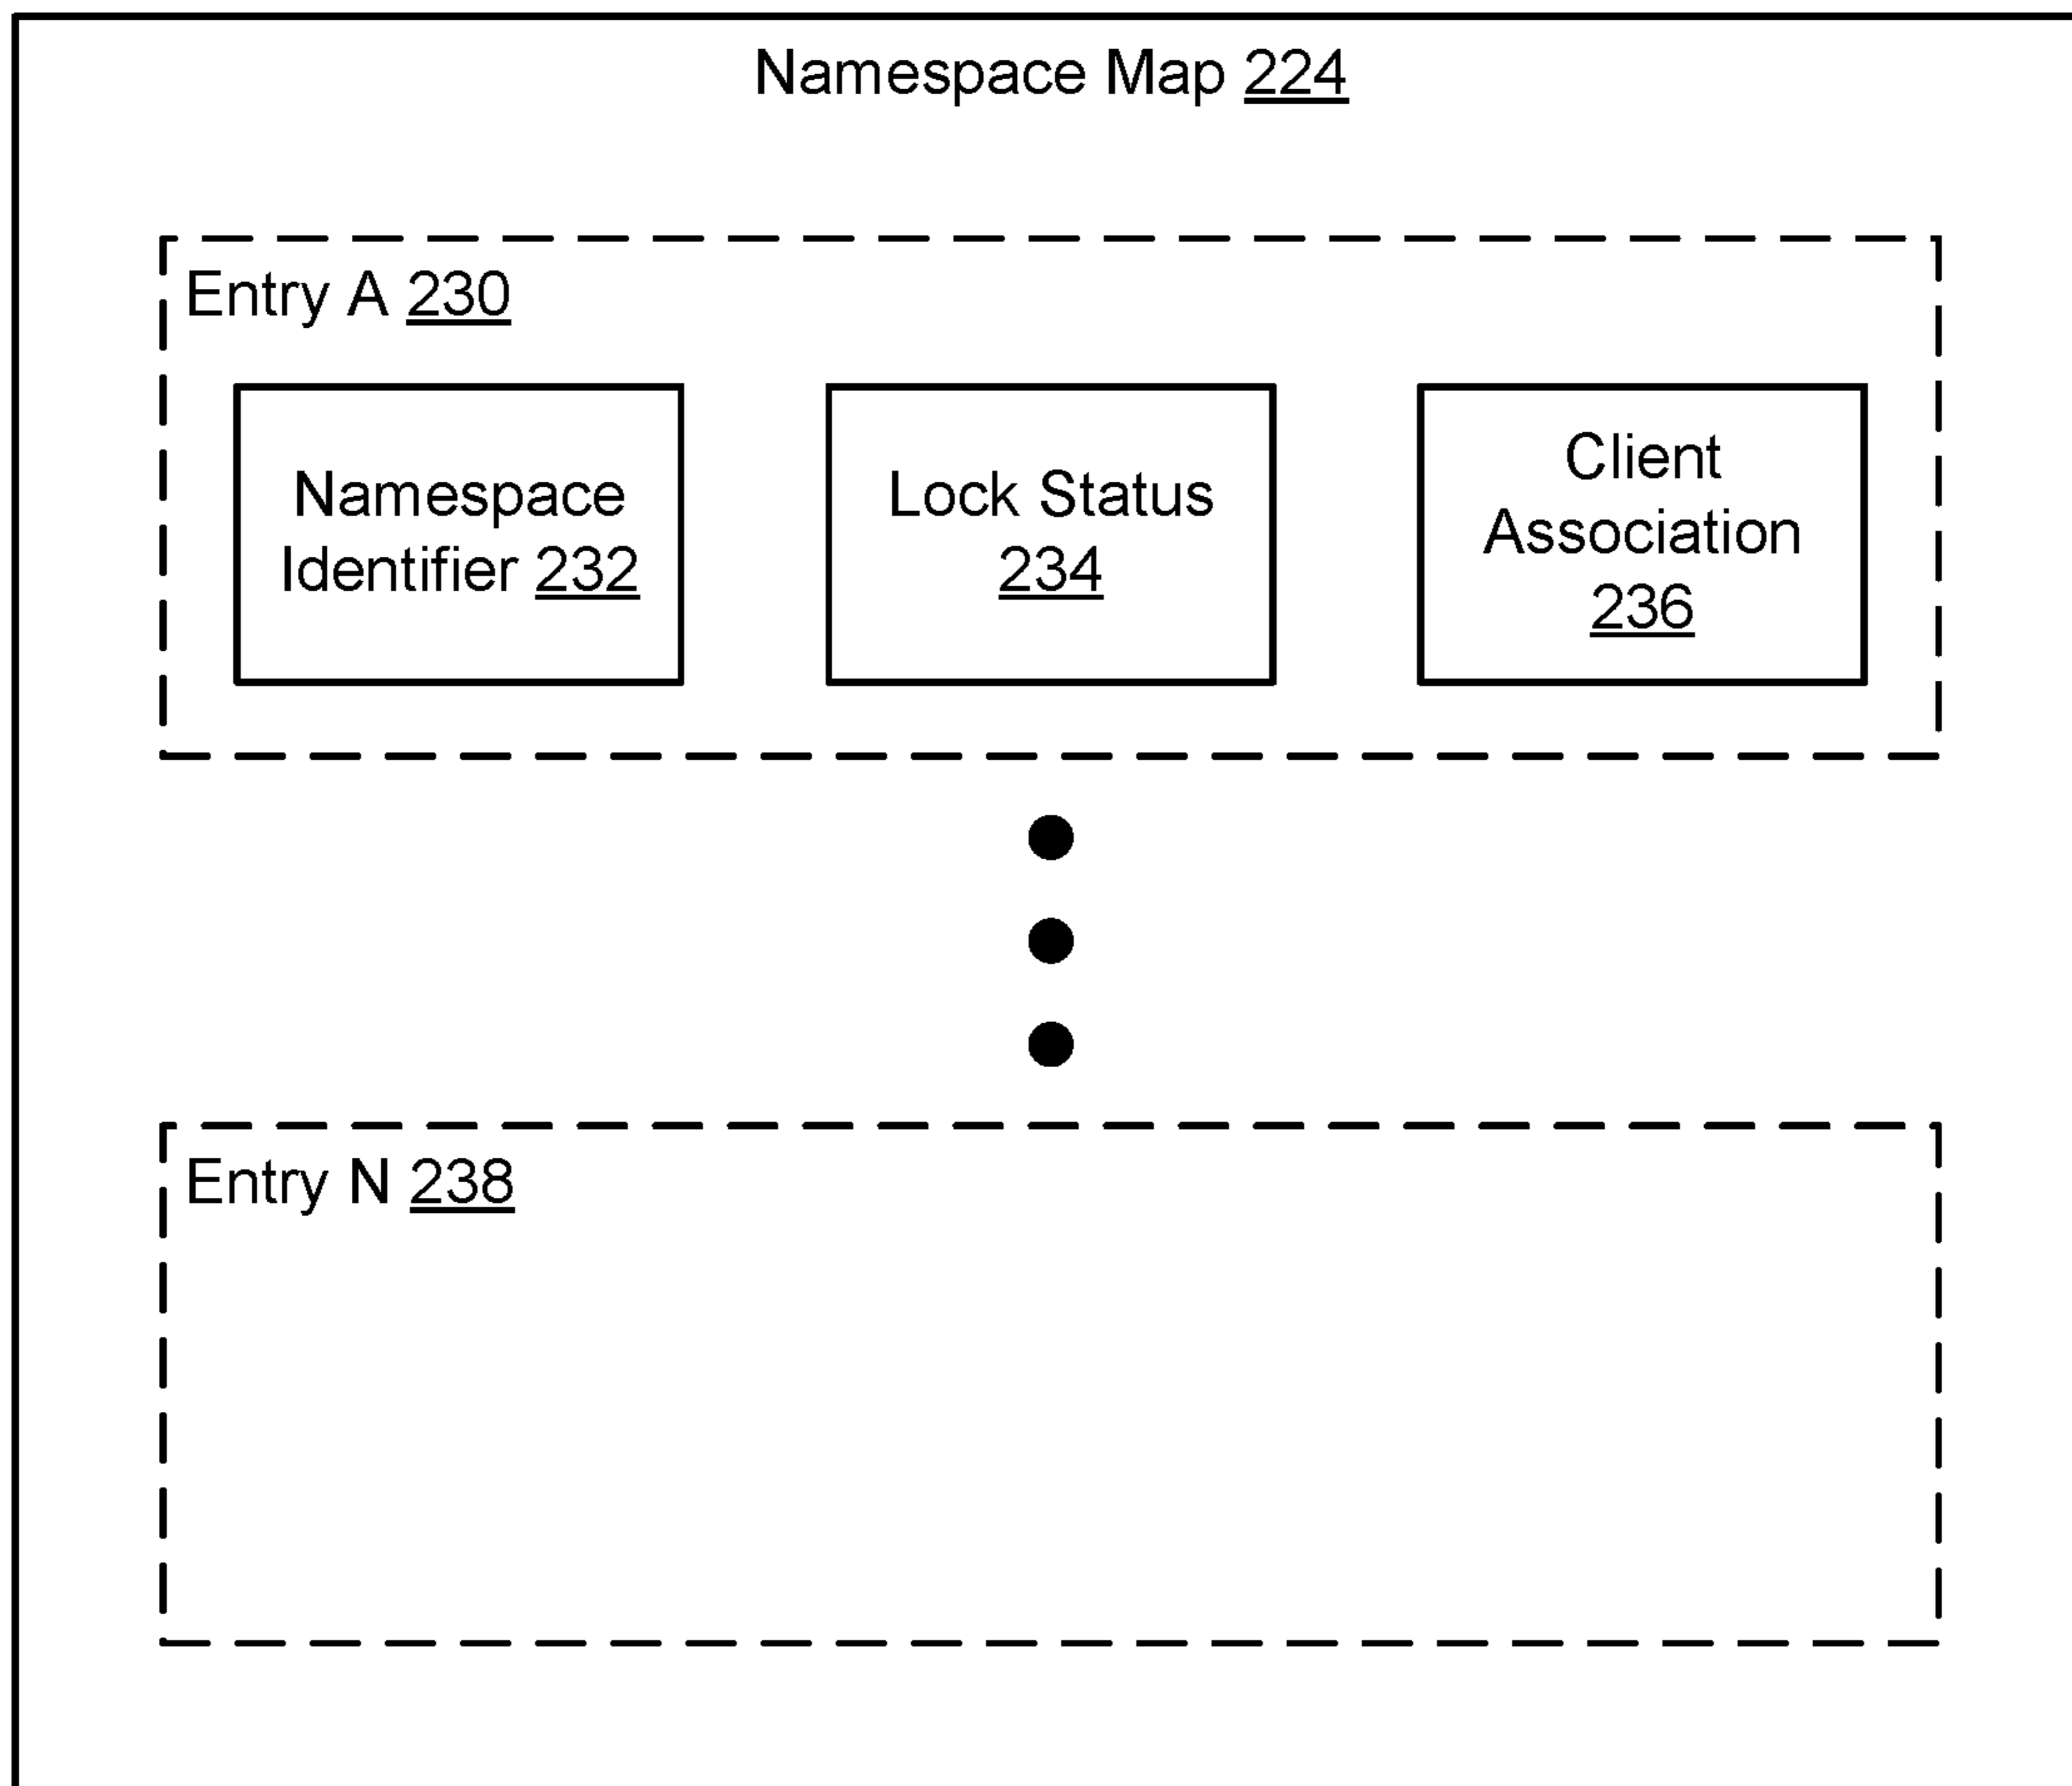 Namespace Map 224
Entry A 230
Namespace
Identifier 232
Lock Status
234
Client
Association
236
Entry N 238